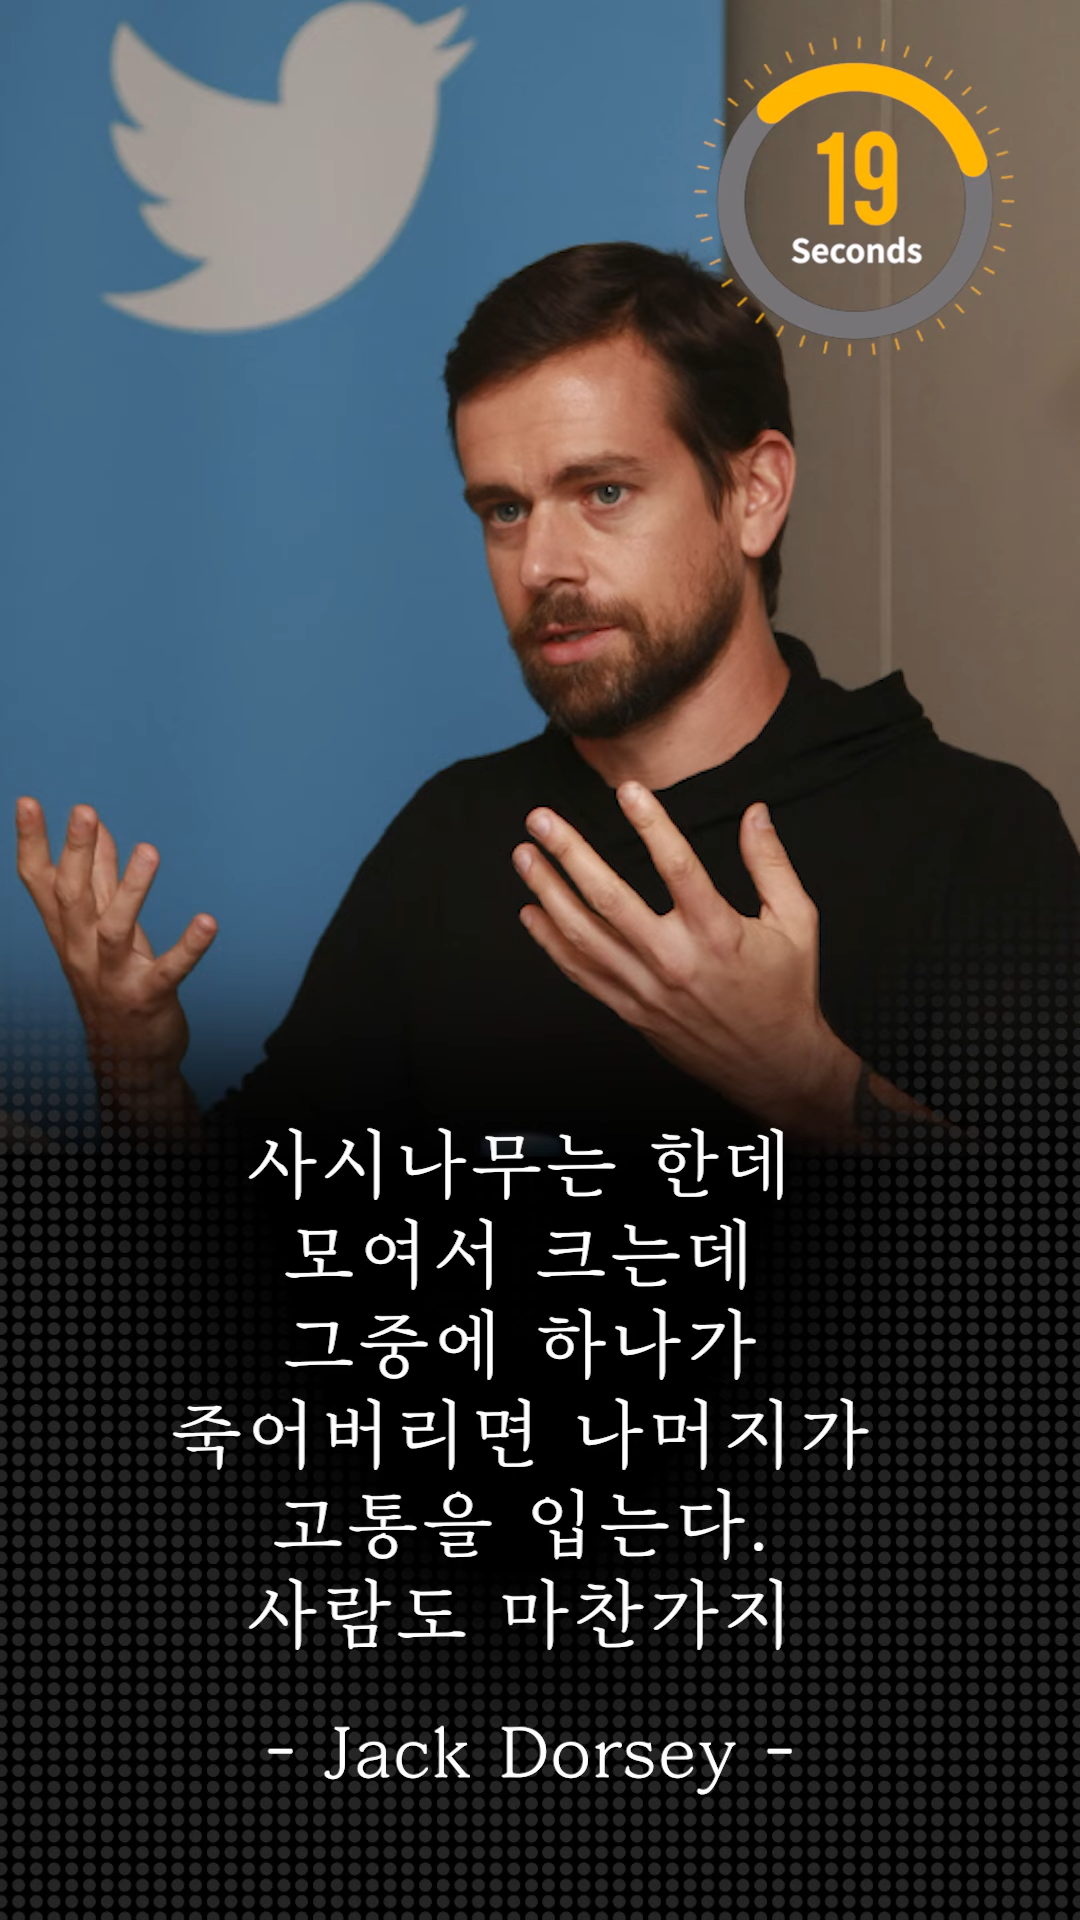 19
Seconds
사시나무는 한데
모여서 크는데
그중에 하나가
죽어버리면 나머지가
고통을 입는다.
사람도 마찬가지
- Jack Dorsey -